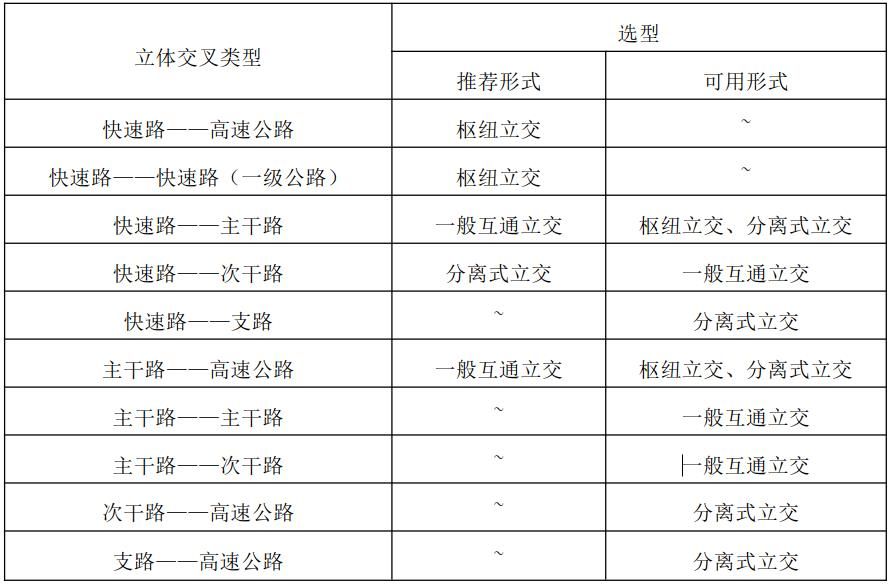 立体交叉类型
选型
推荐形式 可用形式
快速路——高速公路 枢纽立交 ~
快速路——快速路（一级公路） 枢纽立交 ~
快速路——主干路 一般互通立交 枢纽立交、分离式立交
快速路——次干路 分离式立交 一般互通立交
快速路——支路 ~ 分离式立交
主干路——高速公路 一般互通立交 枢纽立交、分离式立交
主干路——主干路 ~ 一般互通立交
主干路——次干路 ~ 一般互通立交
次干路——高速公路 ~ 分离式立交
支路——高速公路 ~ 分离式立交